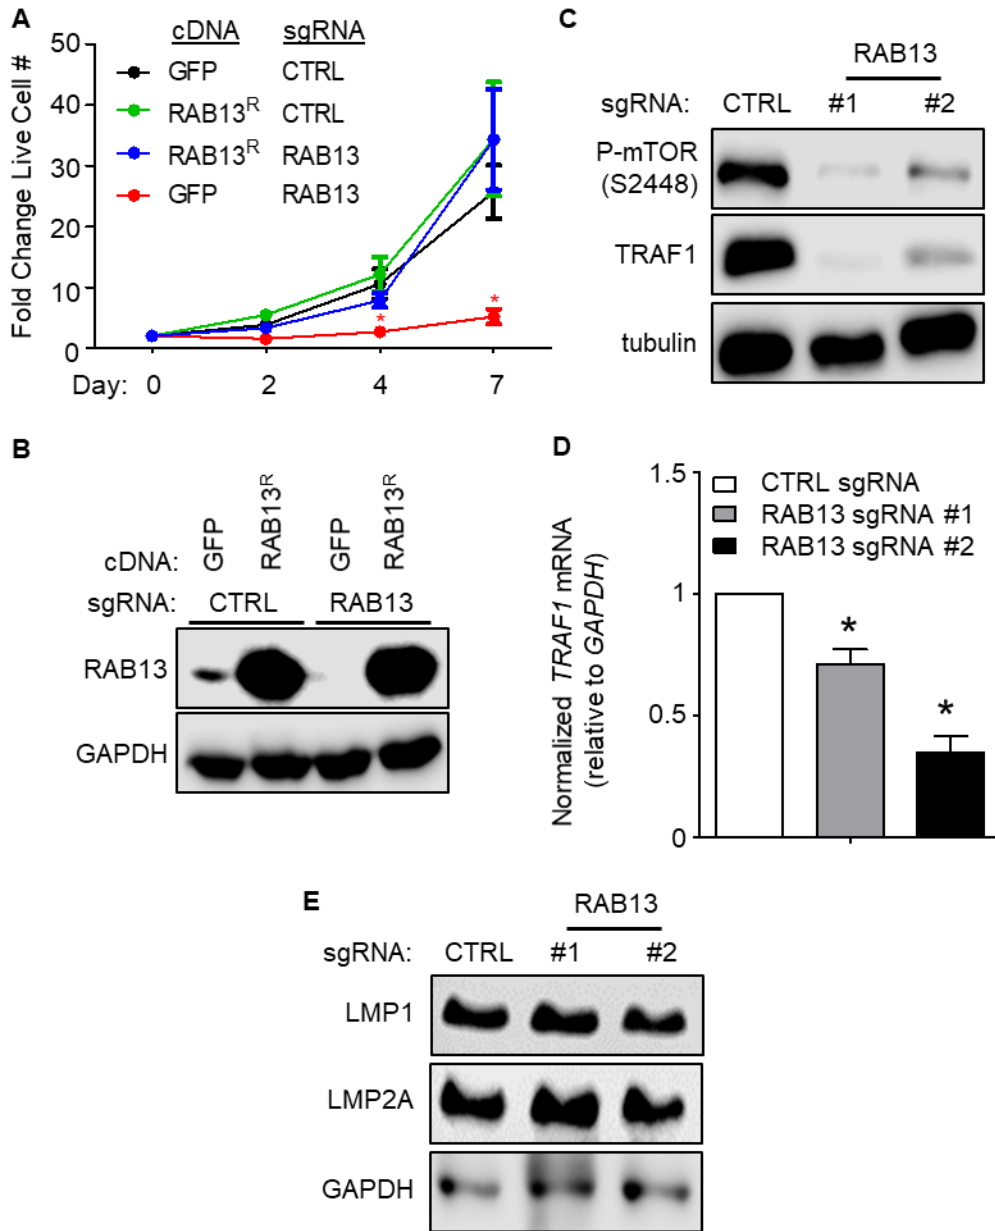 A
cDNA sgRNA
GFP CTRL
RAB13R CTRL
RAB13R RAB13
GFP RAB13
Fold Change Live Cell #
50
40
30
20
10
0
*
*
Day: 0 2 4 7
B
cDNA: GFP RAB13R GFP RAB13R
sgRNA: CTRL RAB13
RAB13
GAPDH
C
RAB13
sgRNA: CTRL #1 #2
P-mTOR
(S2448)
TRAF1
tubulin
D
Normalized TRAF1 mRNA
(relative to GAPDH)
1.5
1
0.5
0
CTRL sgRNA
RAB13 sgRNA #1
RAB13 sgRNA #2
*
*
E
RAB13
sgRNA: CTRL #1 #2
LMP1
LMP2A
GAPDH